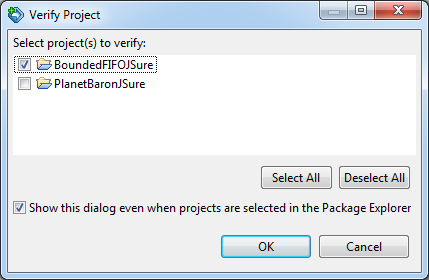 Verify Project
Select project(s) to verify:
BoundedFIFOJSure
PlanetBaronJSure
Select All
Deselect All
Show this dialog even when projects are selected in the Package Explorer
OK
Cancel